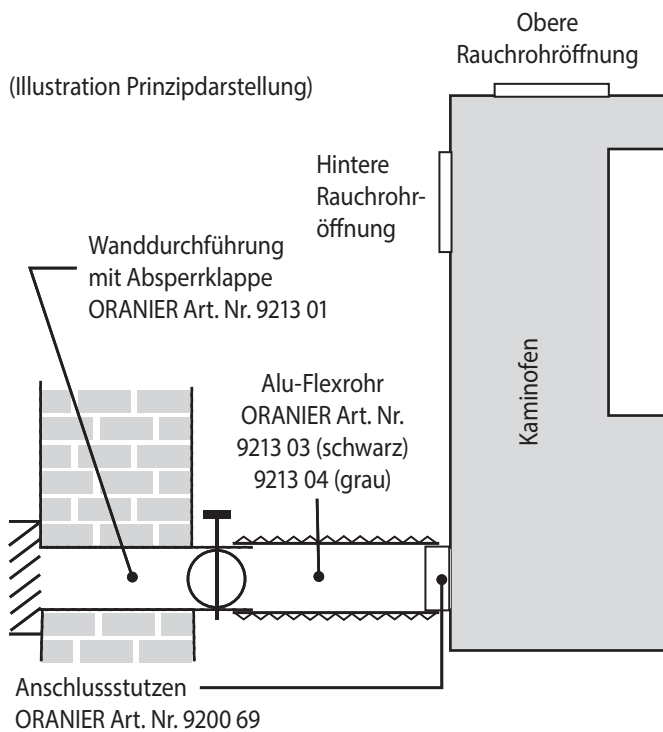 Obere
Rauchrohröffnung
(Illustration Prinzipdarstellung)
Hintere
Rauchrohr-
öffnung
Wanddurchführung
mit Absperrklappe
ORANIER Art. Nr. 9213 01
Alu-Flexrohr
ORANIER Art. Nr.
9213 03 (schwarz)
9213 04 (grau)
Kaminofen
Anschlussstutzen
ORANIER Art. Nr. 9200 69